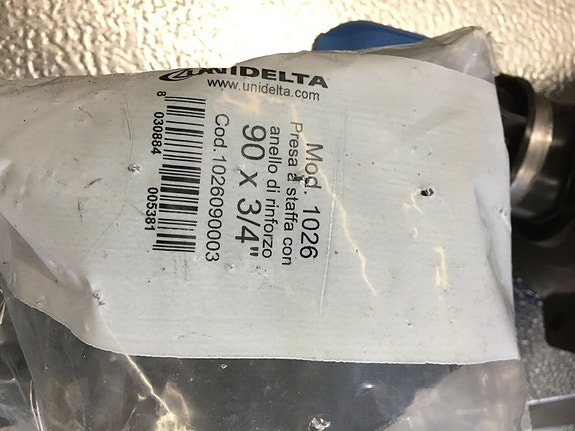 UNIDELTA
www.unidelta.com
Mod. 1026
Presa a staffa con
anello di rinforzo
90 x 3/4"
Cod.1026090003
8 030884 005381